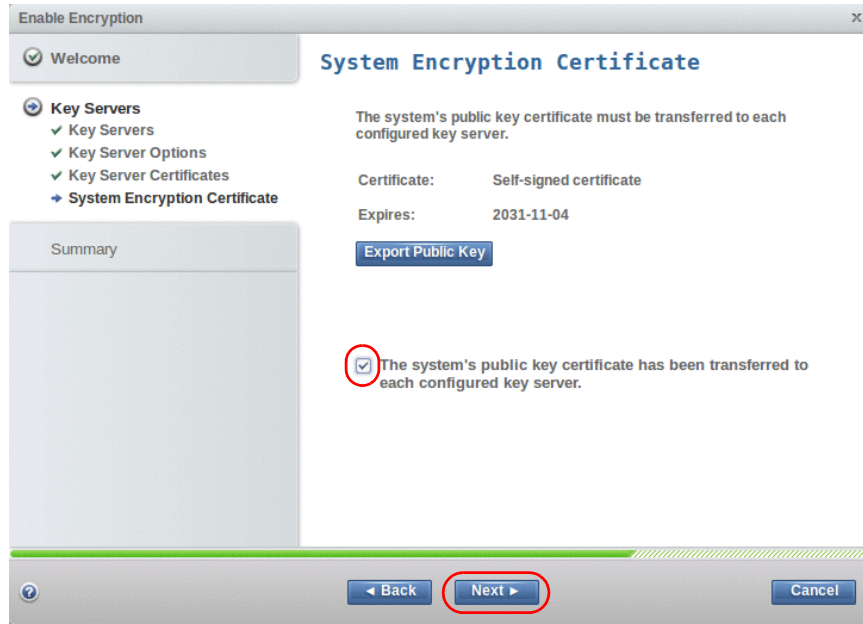 Enable Encryption
x
Welcome
Key Servers
Key Servers
Key Server Options
Key Server Certificates
System Encryption Certificate
Summary
System Encryption Certificate
The system's public key certificate must be transferred to each
configured key server.
Certificate: Self-signed certificate
Expires: 2031-11-04
Export Public Key
The system's public key certificate has been transferred to
each configured key server.
?
◄ Back
Next ►
Cancel